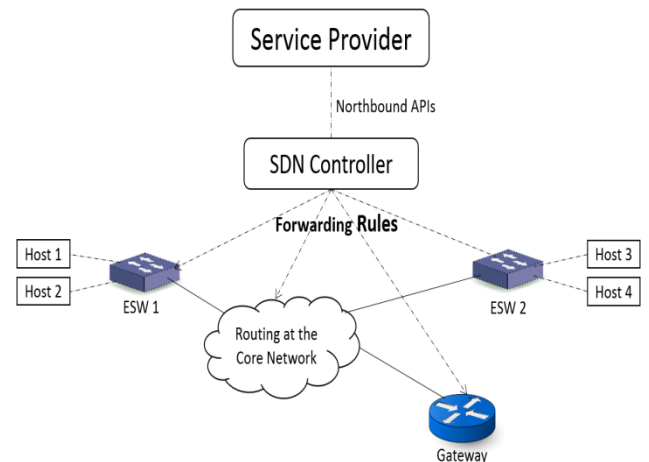 Service Provider
Northbound APIs
SDN Controller
Forwarding Rules
Host 1
Host 2
ESW 1
Host 3
Host 4
ESW 2
Routing at the
Core Network
Gateway